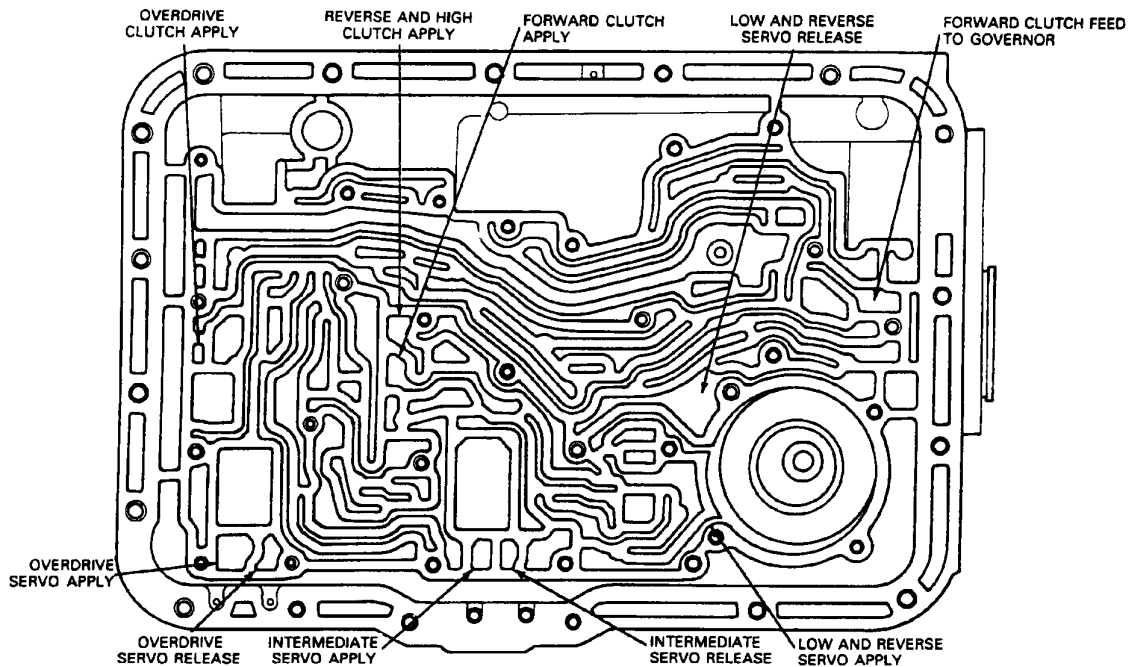 OVERDRIVE
CLUTCH APPLY
REVERSE AND HIGH
CLUTCH APPLY
FORWARD CLUTCH
APPLY
LOW AND REVERSE
SERVO RELEASE
FORWARD CLUTCH FEED
TO GOVERNOR
OVERDRIVE
SERVO APPLY
OVERDRIVE
SERVO RELEASE
INTERMEDIATE
SERVO APPLY
INTERMEDIATE
SERVO RELEASE
LOW AND REVERSE
SERVO APPLY